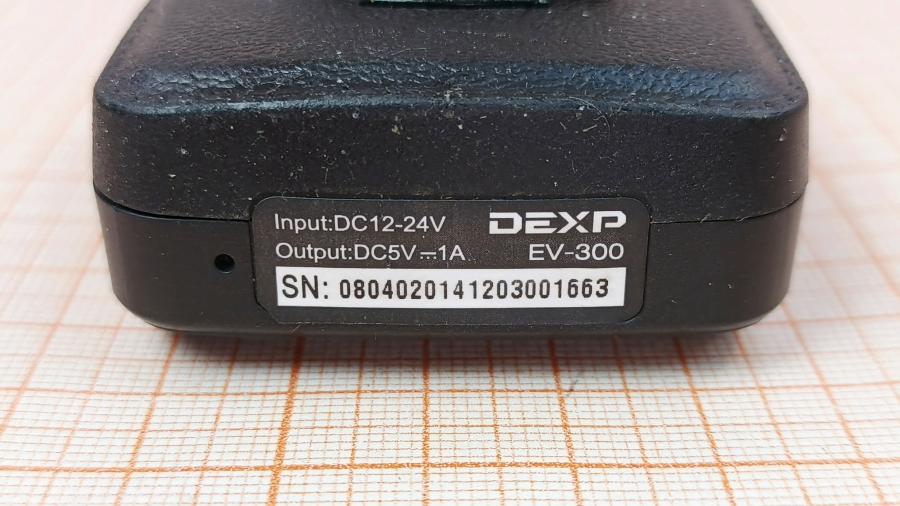 Input:DC12-24V DEXP
Output:DC5V⎓1A EV-300
SN: 0804020141203001663